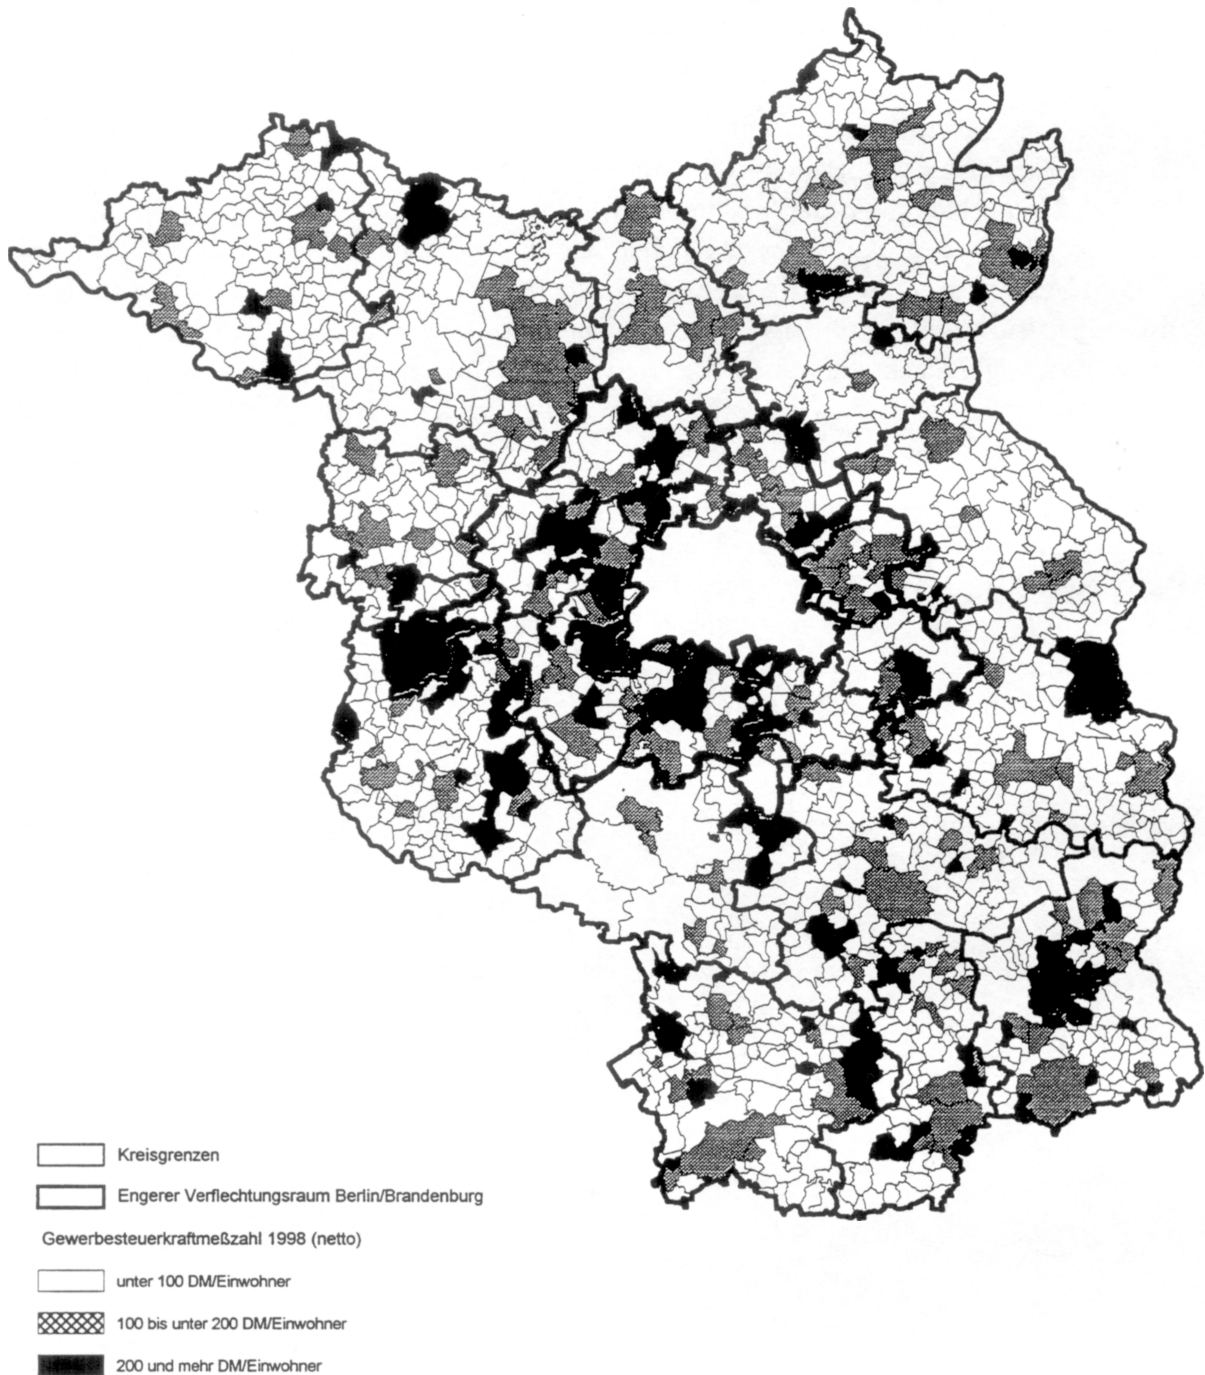 Kreisgrenzen
Engerer Verflechtungsraum Berlin/Brandenburg
Gewerbesteuerkraftmeßzahl 1998 (netto)
unter 100 DM/Einwohner
100 bis unter 200 DM/Einwohner
200 und mehr DM/Einwohner